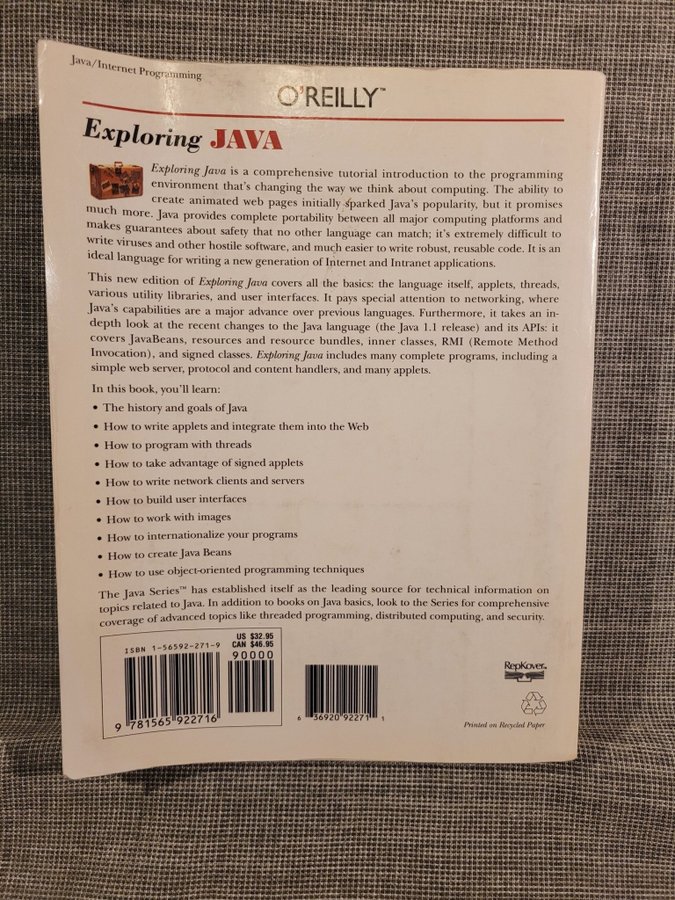 Java/Internet Programming
O'REILLY™
Exploring JAVA
Exploring Java is a comprehensive tutorial introduction to the programming
environment that's changing the way we think about computing. The ability to
create animated web pages initially sparked Java's popularity, but it promises
much more. Java provides complete portability between all major computing platforms and
makes guarantees about safety that no other language can match; it's extremely difficult to
write viruses and other hostile software, and much easier to write robust, reusable code. It is an
ideal language for writing a new generation of Internet and Intranet applications.
This new edition of Exploring Java covers all the basics: the language itself, applets, threads,
various utility libraries, and user interfaces. It pays special attention to networking, where
Java's capabilities are a major advance over previous languages. Furthermore, it takes an in-
depth look at the recent changes to the Java language (the Java 1.1 release) and its APIs: it
covers JavaBeans, resources and resource bundles, inner classes, RMI (Remote Method
Invocation), and signed classes. Exploring Java includes many complete programs, including a
simple web server, protocol and content handlers, and many applets.
In this book, you'll learn:
• The history and goals of Java
• How to write applets and integrate them into the Web
• How to program with threads
• How to take advantage of signed applets
• How to write network clients and servers
• How to build user interfaces
• How to work with images
• How to internationalize your programs
• How to create Java Beans
• How to use object-oriented programming techniques
The Java Series™ has established itself as the leading source for technical information on
topics related to Java. In addition to books on Java basics, look to the Series for comprehensive
coverage of advanced topics like threaded programming, distributed computing, and security.
US $32.95
CAN $46.95
ISBN 1-56592-271-9
90000
9 781565 922716
6 36920 92271 1
RepKover™
Printed on Recycled Paper